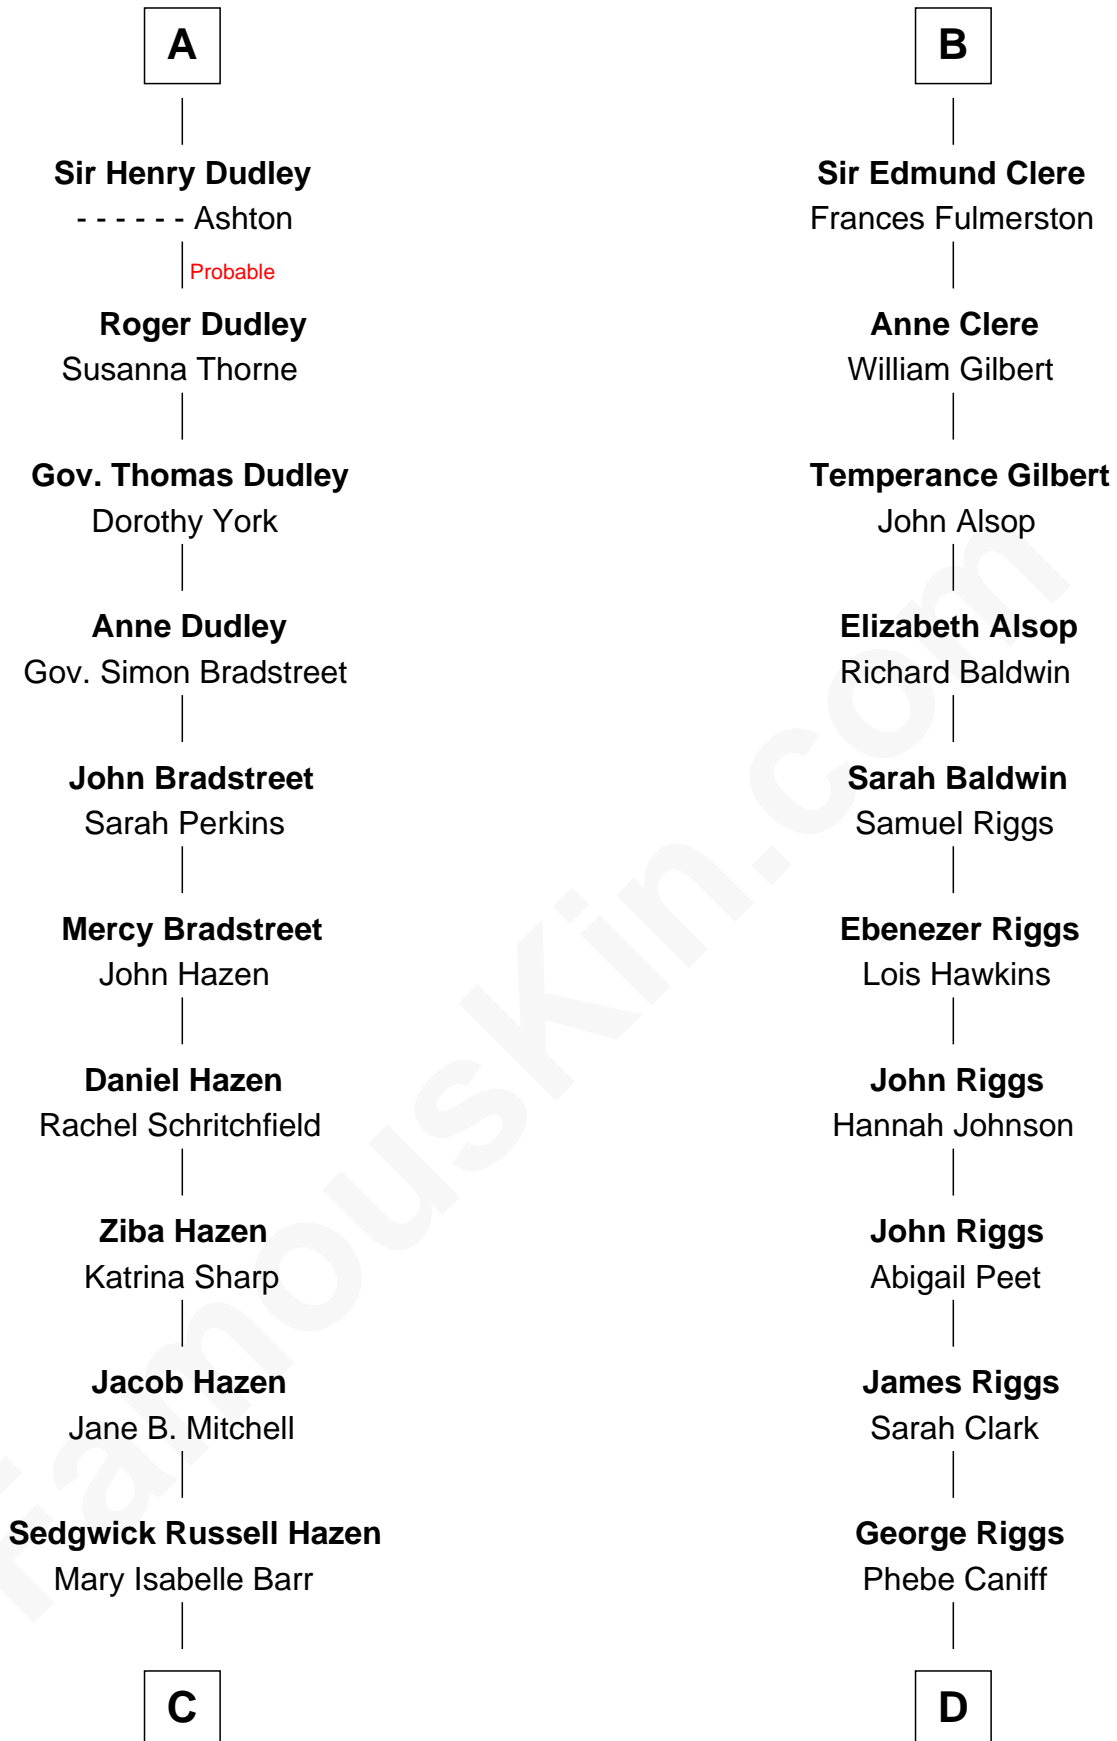 A
Sir Henry Dudley
- - - - - - Ashton
Probable
Roger Dudley
Susanna Thorne
Gov. Thomas Dudley
Dorothy York
Anne Dudley
Gov. Simon Bradstreet
John Bradstreet
Sarah Perkins
Mercy Bradstreet
John Hazen
Daniel Hazen
Rachel Schritchfield
Ziba Hazen
Katrina Sharp
Jacob Hazen
Jane B. Mitchell
Sedgwick Russell Hazen
Mary Isabelle Barr
C
B
Sir Edmund Clere
Frances Fulmerston
Anne Clere
William Gilbert
Temperance Gilbert
John Alsop
Elizabeth Alsop
Richard Baldwin
Sarah Baldwin
Samuel Riggs
Ebenezer Riggs
Lois Hawkins
John Riggs
Hannah Johnson
John Riggs
Abigail Peet
James Riggs
Sarah Clark
George Riggs
Phebe Caniff
D
FamousKin.com